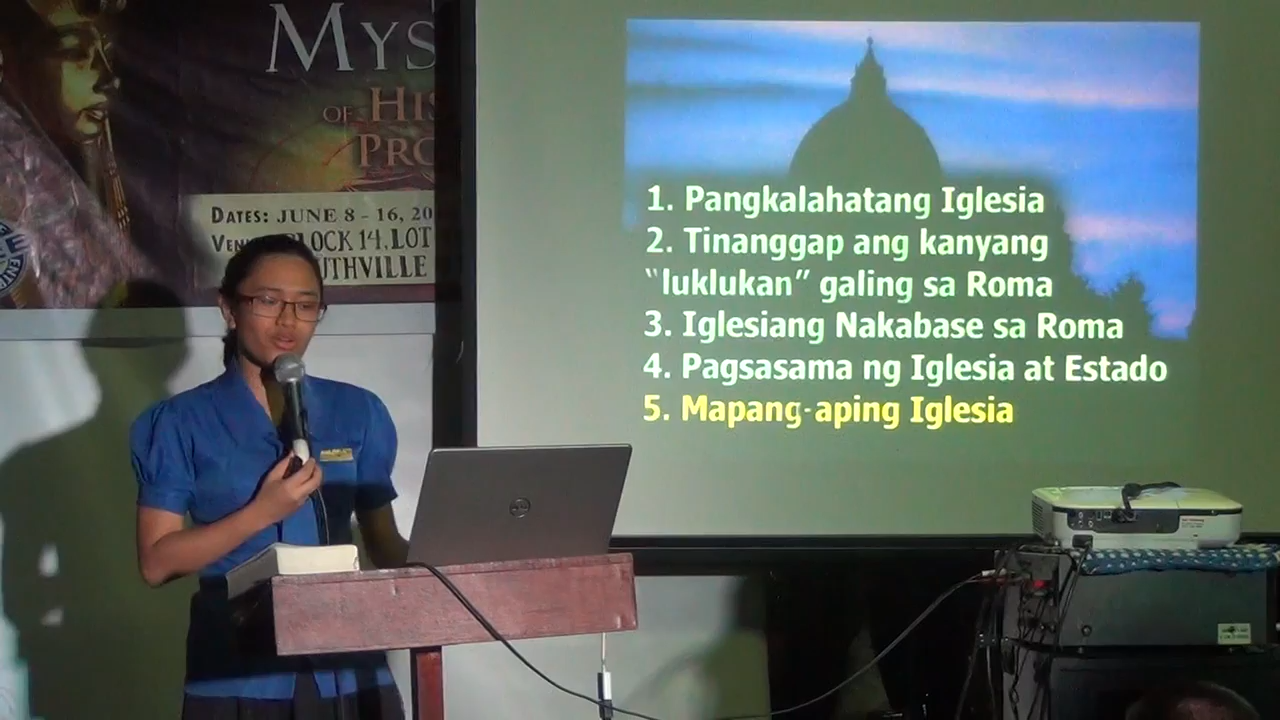 MYS
OF HIS
PRO
DATES: JUNE 8 - 16, 20
BLOCK 14, LOT
UTHVILLE
1. Pangkalahatang Iglesia
2. Tinanggap ang kanyang
“luklukan” galing sa Roma
3. Iglesiang Nakabase sa Roma
4. Pagsasama ng Iglesia at Estado
5. Mapang-aping Iglesia
DELL